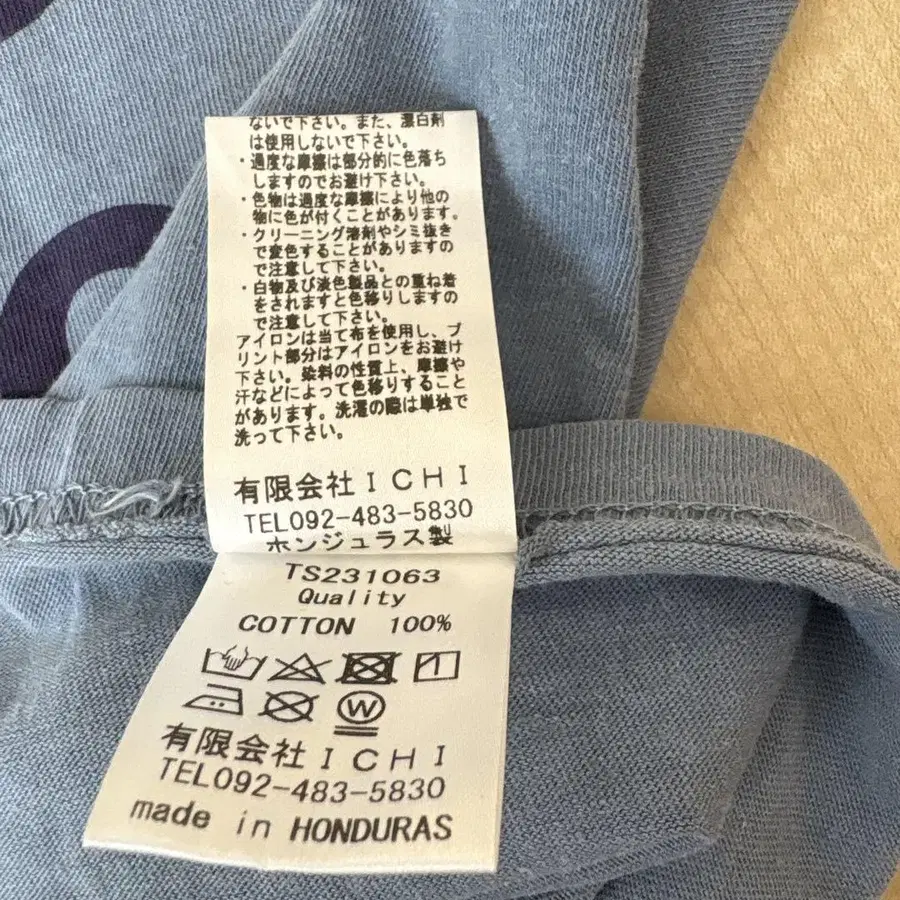 ないで下さい。また、漂白剤
は使用しないで下さい。
・過度な摩擦は部分的に色落ち
しますのでお避け下さい。
・色物は過度な摩擦により他の
物に色が付くことがあります。
・クリーニング溶剤やシミ抜き
で変色することがありますの
で注意して下さい。
・白物及び淡色製品との重ね着
をされますと色移りしますの
で注意して下さい。
アイロンは当て布を使用し、プ
リント部分はアイロンをお避け
下さい。染料の性質上、摩擦や
汗などによって色移りすること
があります。洗濯の際は単独で
洗って下さい。
有限会社ICHI
TEL092-483-5830
ホンジュラス製
TS231063
Quality
COTTON 100%
W
有限会社ICHI
TEL092-483-5830
made in HONDURAS